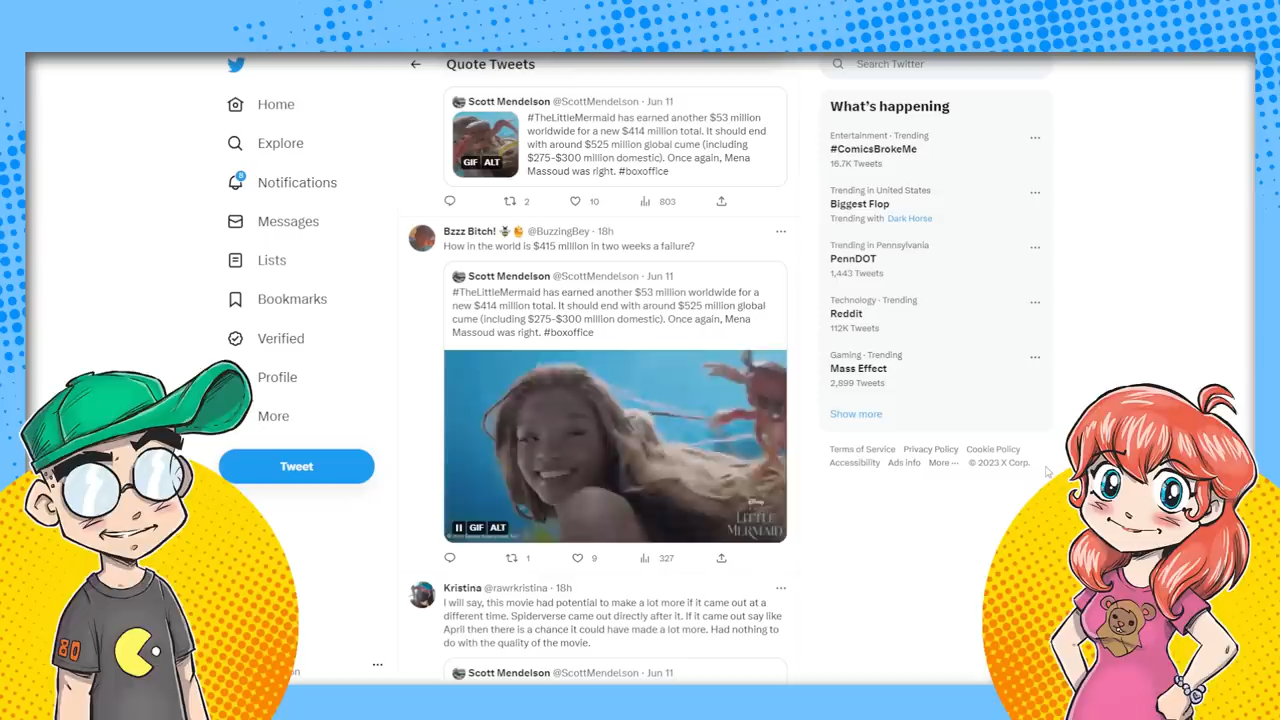 Quote Tweets
Search Twitter
Home
Explore
8
Notifications
Messages
Lists
Bookmarks
Verified
Profile
More
Tweet
Scott Mendelson @ScottMendelson · Jun 11
#TheLittleMermaid has earned another $53 million
worldwide for a new $414 million total. It should end
with around $525 million global cume (including
$275-$300 million domestic). Once again, Mena
Massoud was right. #boxoffice
GIF ALT
2
10
803
Bzzz Bitch! @BuzzingBey · 18h
How in the world is $415 million in two weeks a failure?
Scott Mendelson @ScottMendelson · Jun 11
#TheLittleMermaid has earned another $53 million worldwide for a
new $414 million total. It should end with around $525 million global
cume (including $275-$300 million domestic). Once again, Mena
Massoud was right. #boxoffice
GIF ALT
Disney
THE
LITTLE
MERMAID
1
9
327
Kristina @rawrkristina · 18h
I will say, this movie had potential to make a lot more if it came out at a
different time. Spiderverse came out directly after it. If it came out say like
April then there is a chance it could have made a lot more. Had nothing to
do with the quality of the movie.
Scott Mendelson @ScottMendelson · Jun 11
What's happening
Entertainment · Trending
#ComicsBrokeMe
16.7K Tweets
Trending in United States
Biggest Flop
Trending with Dark Horse
Trending in Pennsylvania
PennDOT
1,443 Tweets
Technology · Trending
Reddit
112K Tweets
Gaming · Trending
Mass Effect
2,899 Tweets
Show more
Terms of Service Privacy Policy Cookie Policy
Accessibility Ads info More ··· © 2023 X Corp.
80